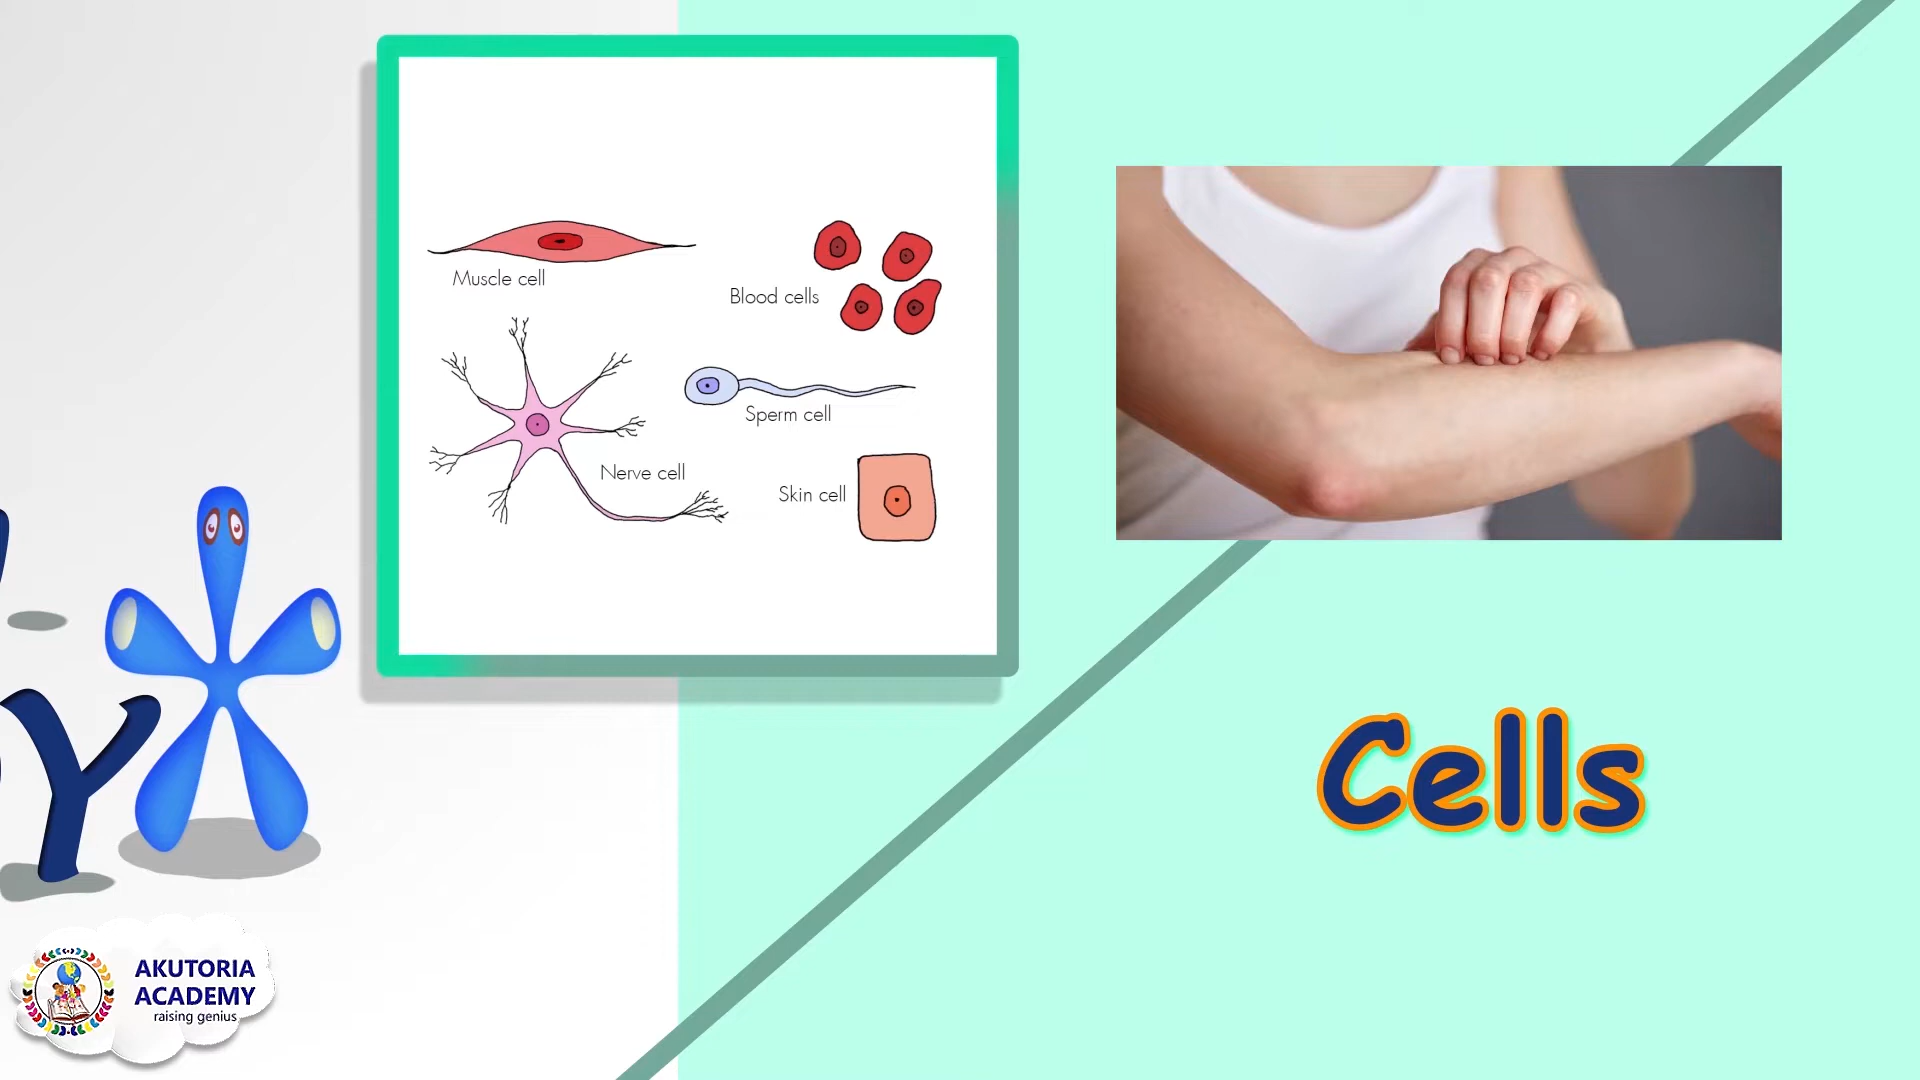 Muscle cell
Blood cells
Sperm cell
Nerve cell
Skin cell
Cells
Y
AKUTORIA
ACADEMY
raising genius